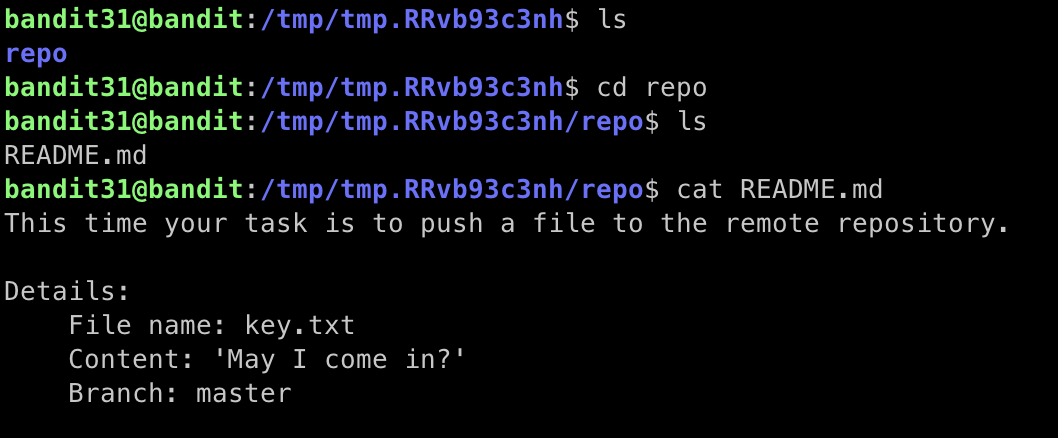 bandit31@bandit:/tmp/tmp.RRvb93c3nh$ ls
repo
bandit31@bandit:/tmp/tmp.RRvb93c3nh$ cd repo
bandit31@bandit:/tmp/tmp.RRvb93c3nh/repo$ ls
README.md
bandit31@bandit:/tmp/tmp.RRvb93c3nh/repo$ cat README.md
This time your task is to push a file to the remote repository.

Details:
    File name: key.txt
    Content: 'May I come in?'
    Branch: master